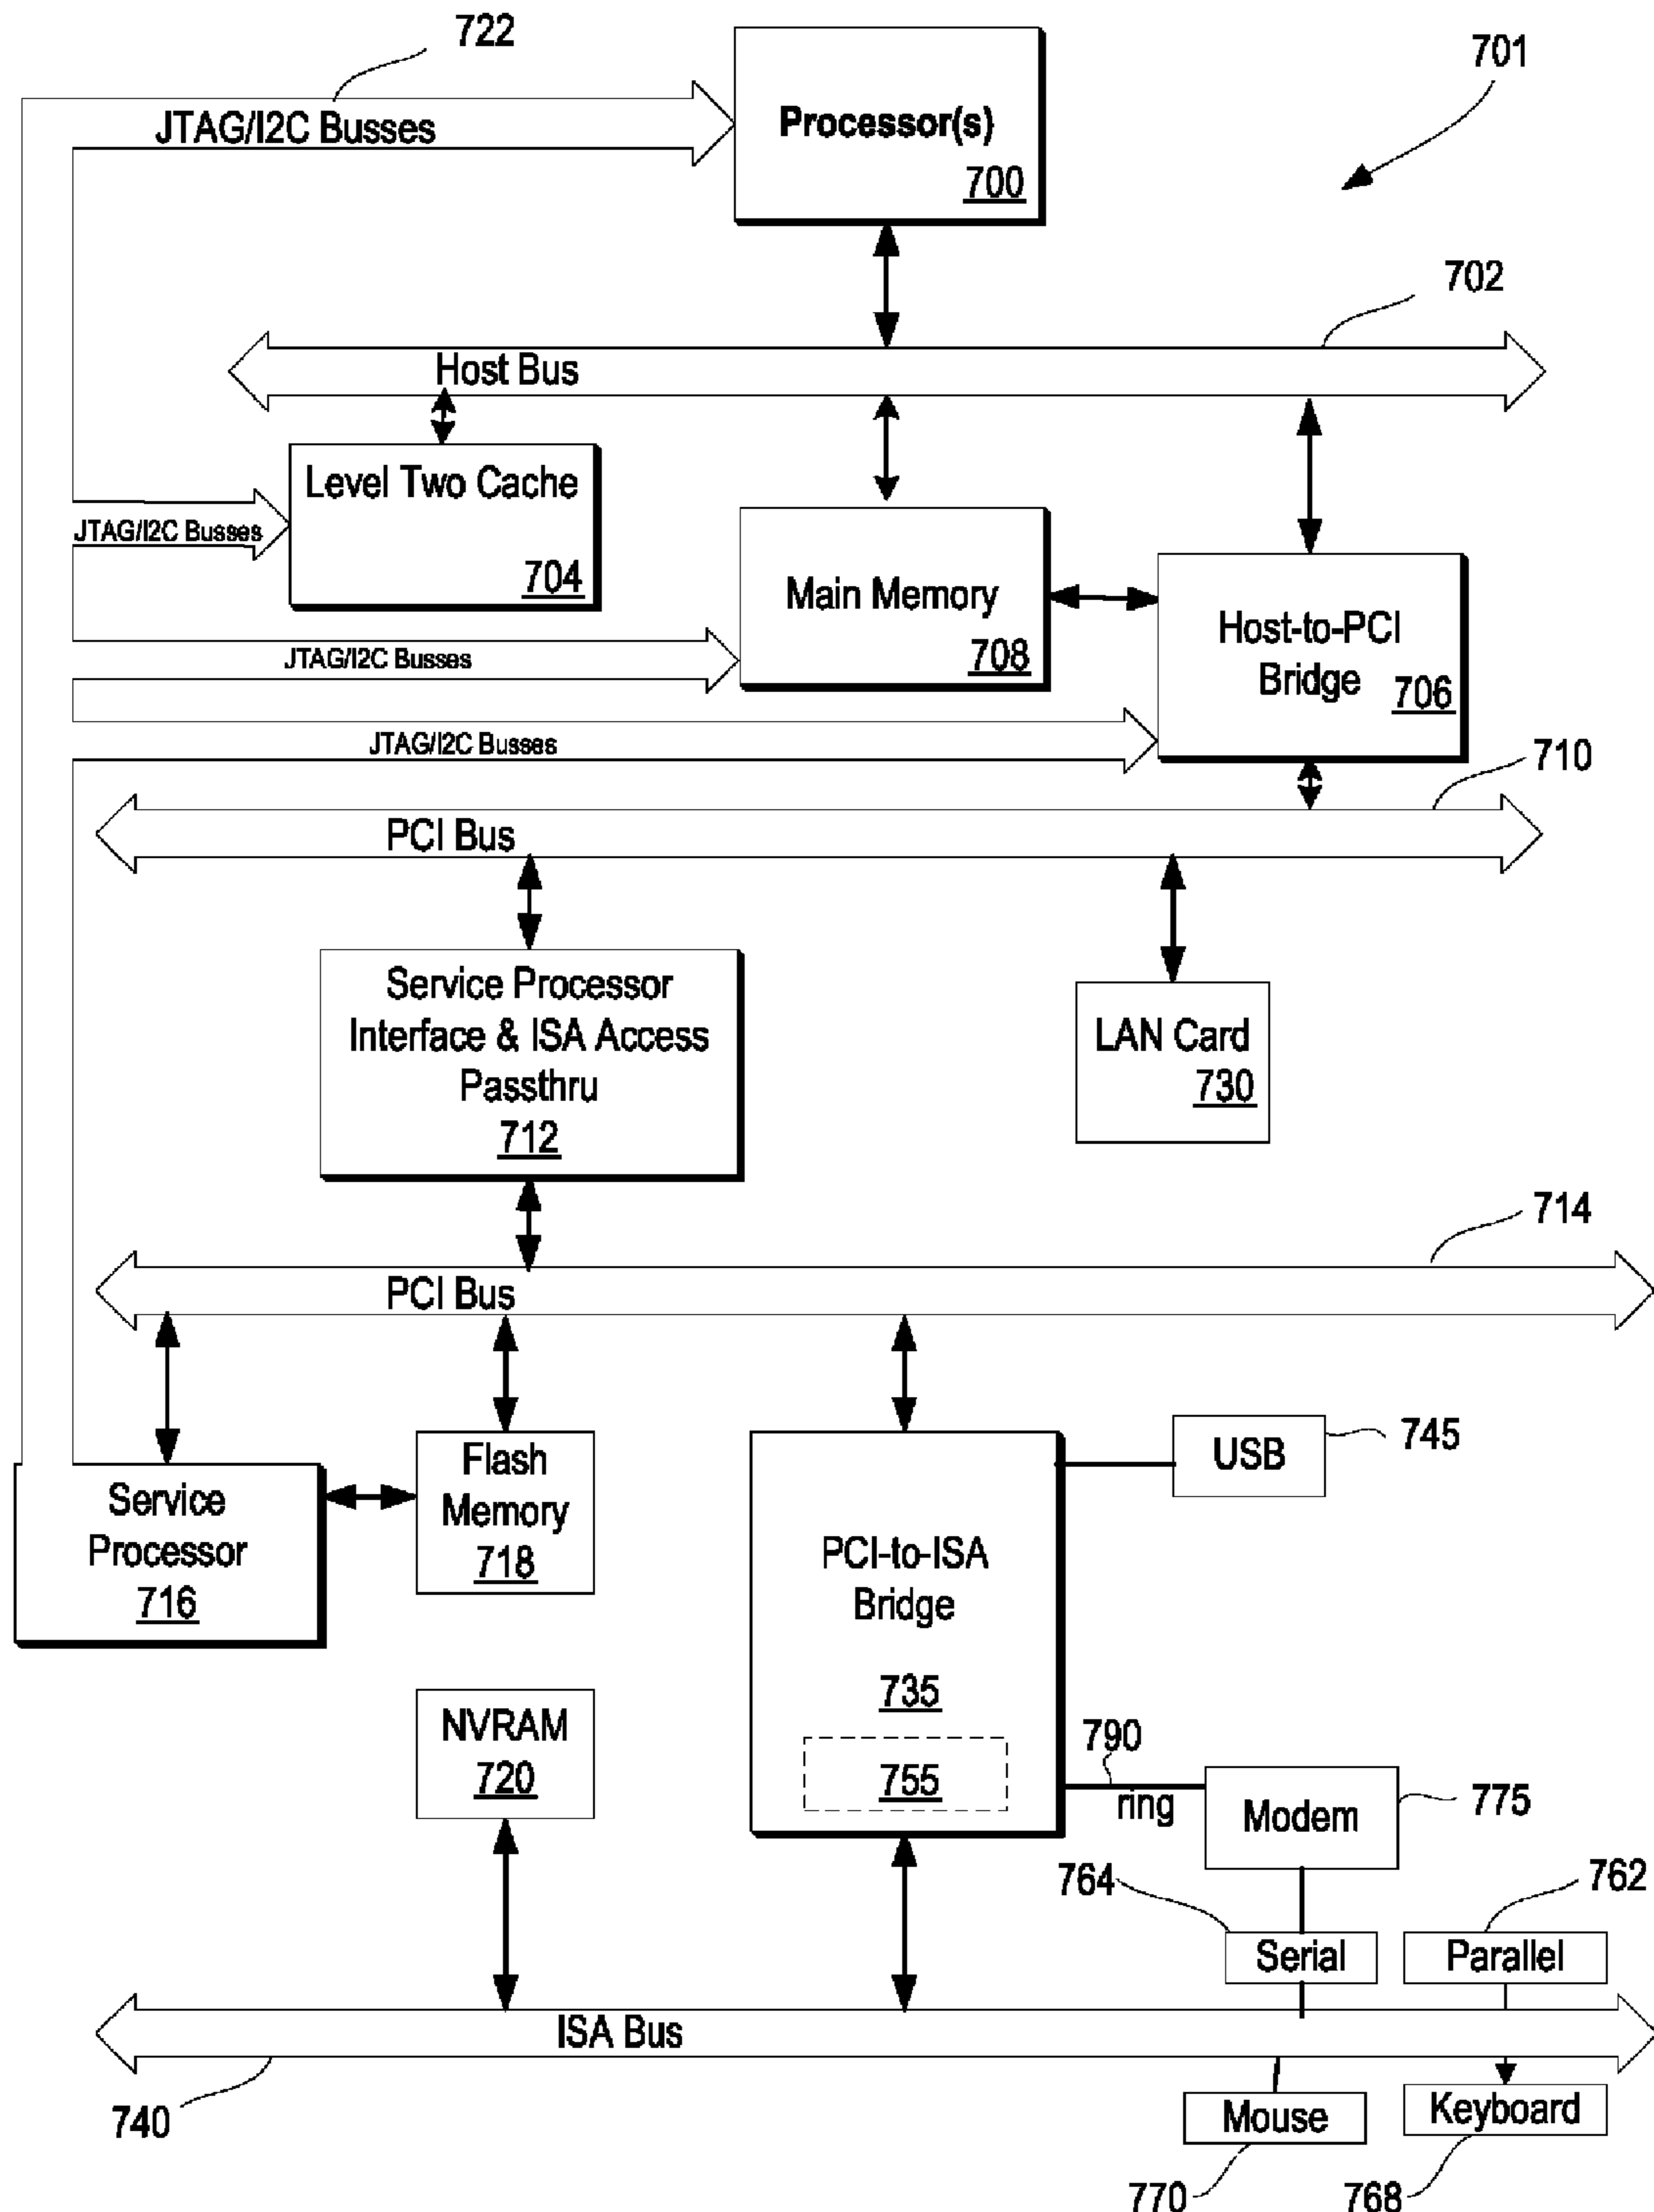 722
701
JTAG/I2C Busses
Processor(s)
700
702
Host Bus
Level Two Cache
704
JTAG/I2C Busses
Main Memory
708
Host-to-PCI
Bridge
706
JTAG/I2C Busses
JTAG/I2C Busses
710
PCI Bus
Service Processor
Interface & ISA Access
Passthru
712
LAN Card
730
714
PCI Bus
Service
Processor
716
Flash
Memory
718
USB
745
PCI-to-ISA
Bridge
735
755
NVRAM
720
790
ring
Modem
775
764
762
Serial
Parallel
ISA Bus
740
Mouse
Keyboard
770
768